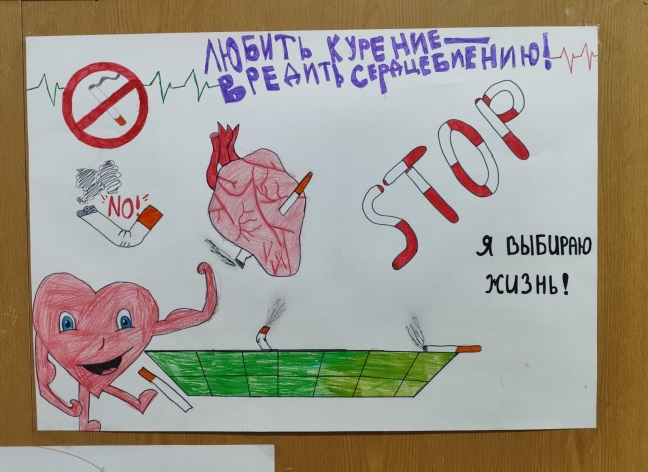 ЛЮБИТЬ КУРЕНИЕ—
ВРЕДИТЬ СЕРДЦЕБИЕНИЮ!
"NO!"
STOP
Я ВЫБИРАЮ
ЖИЗНЬ!